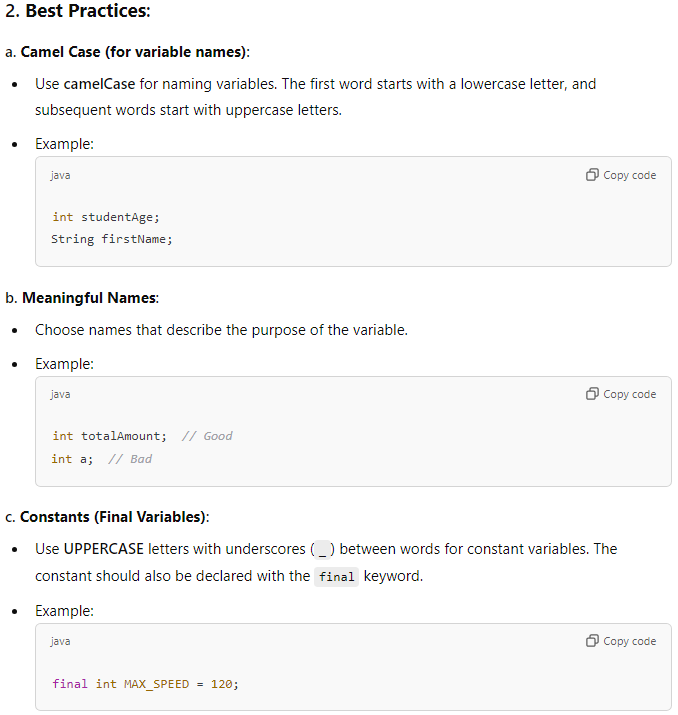 2. Best Practices:
a. Camel Case (for variable names):
• Use camelCase for naming variables. The first word starts with a lowercase letter, and
subsequent words start with uppercase letters.
• Example:
java Copy code
int studentAge;
String firstName;
b. Meaningful Names:
• Choose names that describe the purpose of the variable.
• Example:
java Copy code
int totalAmount;  // Good
int a;  // Bad
c. Constants (Final Variables):
• Use UPPERCASE letters with underscores ( _ ) between words for constant variables. The
constant should also be declared with the final keyword.
• Example:
java Copy code
final int MAX_SPEED = 120;